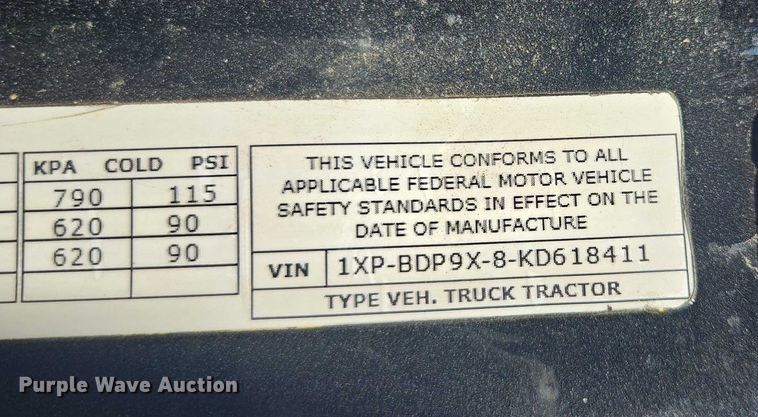 KPA COLD PSI
790 115
620 90
620 90
THIS VEHICLE CONFORMS TO ALL
APPLICABLE FEDERAL MOTOR VEHICLE
SAFETY STANDARDS IN EFFECT ON THE
DATE OF MANUFACTURE
VIN 1XP-BDP9X-8-KD618411
TYPE VEH. TRUCK TRACTOR
Purple Wave Auction